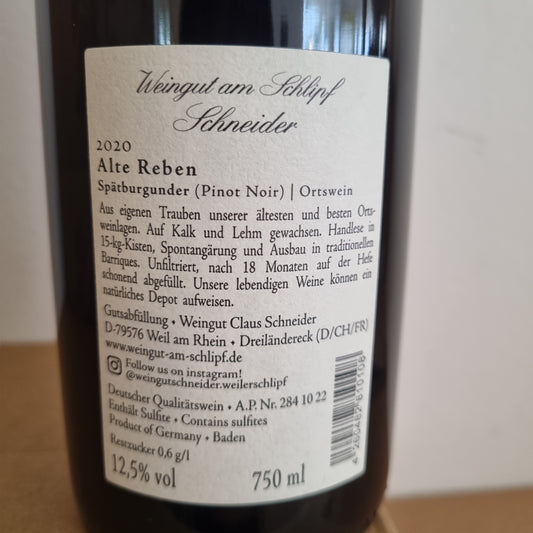 Weingut am Schlipf
Schneider
2020
Alte Reben
Spätburgunder (Pinot Noir) | Ortswein
Aus eigenen Trauben unserer ältesten und besten Orts-
weinlagen. Auf Kalk und Lehm gewachsen. Handlese in
15-kg-Kisten, Spontangärung und Ausbau in traditionellen
Barriques. Unfiltriert, nach 18 Monaten auf der Hefe
schonend abgefüllt. Unsere lebendigen Weine können ein
natürliches Depot aufweisen.
Gutsabfüllung • Weingut Claus Schneider
D-79576 Weil am Rhein • Dreiländereck (D/CH/FR)
www.weingut-am-schlipf.de
Follow us on instagram!
@weingutschneider.weilerschlipf
Deutscher Qualitätswein • A.P. Nr. 284 10 22
Enthält Sulfite • Contains sulfites
Product of Germany • Baden
Restzucker 0,6 g/l
12,5% vol 750 ml